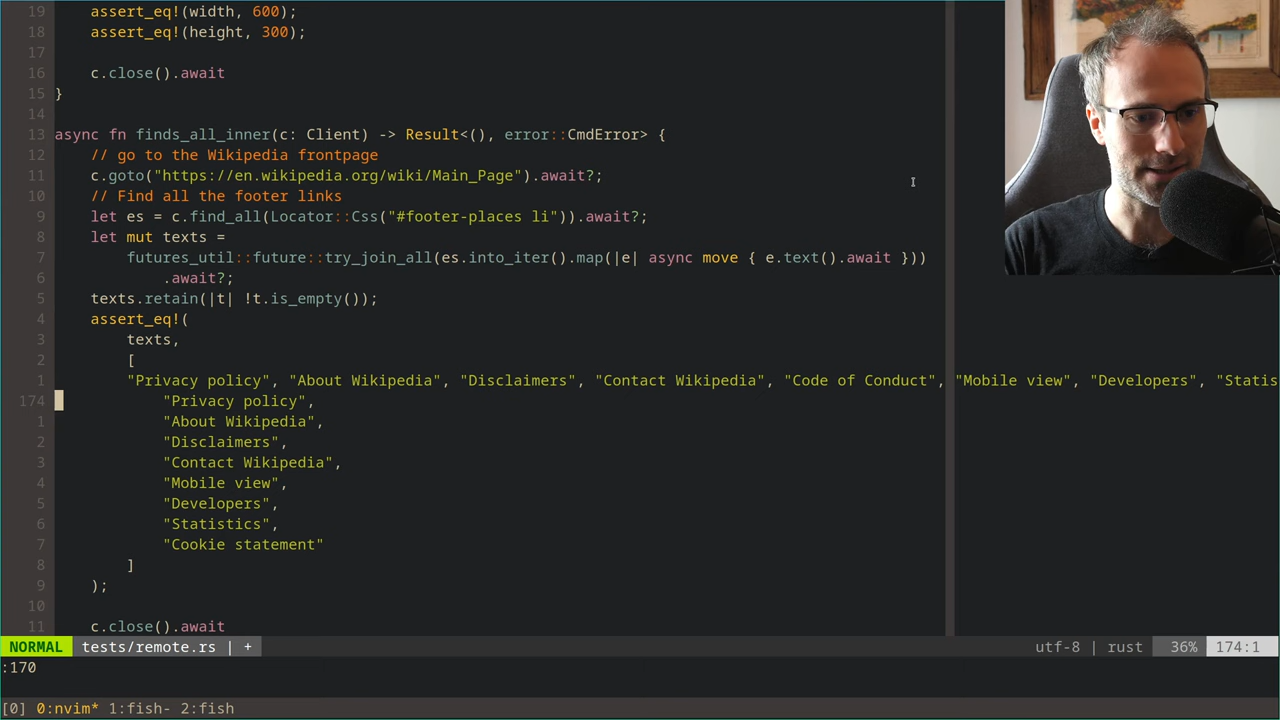 19 assert_eq!(width, 600);
18 assert_eq!(height, 300);
17
16 c.close().await
15 }
14
13 async fn finds_all_inner(c: Client) -> Result<(), error::CmdError> {
12 // go to the Wikipedia frontpage
11 c.goto("https://en.wikipedia.org/wiki/Main_Page").await?;
10 // Find all the footer links
9 let es = c.find_all(Locator::Css("#footer-places li")).await?;
8 let mut texts =
7 futures_util::future::try_join_all(es.into_iter().map(|e| async move { e.text().await }))
6 .await?;
5 texts.retain(|t| !t.is_empty());
4 assert_eq!(
3 texts,
2 [
1 "Privacy policy", "About Wikipedia", "Disclaimers", "Contact Wikipedia", "Code of Conduct", "Mobile view", "Developers", "Statis
174 "Privacy policy",
1 "About Wikipedia",
2 "Disclaimers",
3 "Contact Wikipedia",
4 "Mobile view",
5 "Developers",
6 "Statistics",
7 "Cookie statement"
8 ]
9 );
10
11 c.close().await
NORMAL tests/remote.rs | + utf-8 | rust 36% 174:1
:170
[0] 0:nvim* 1:fish- 2:fish